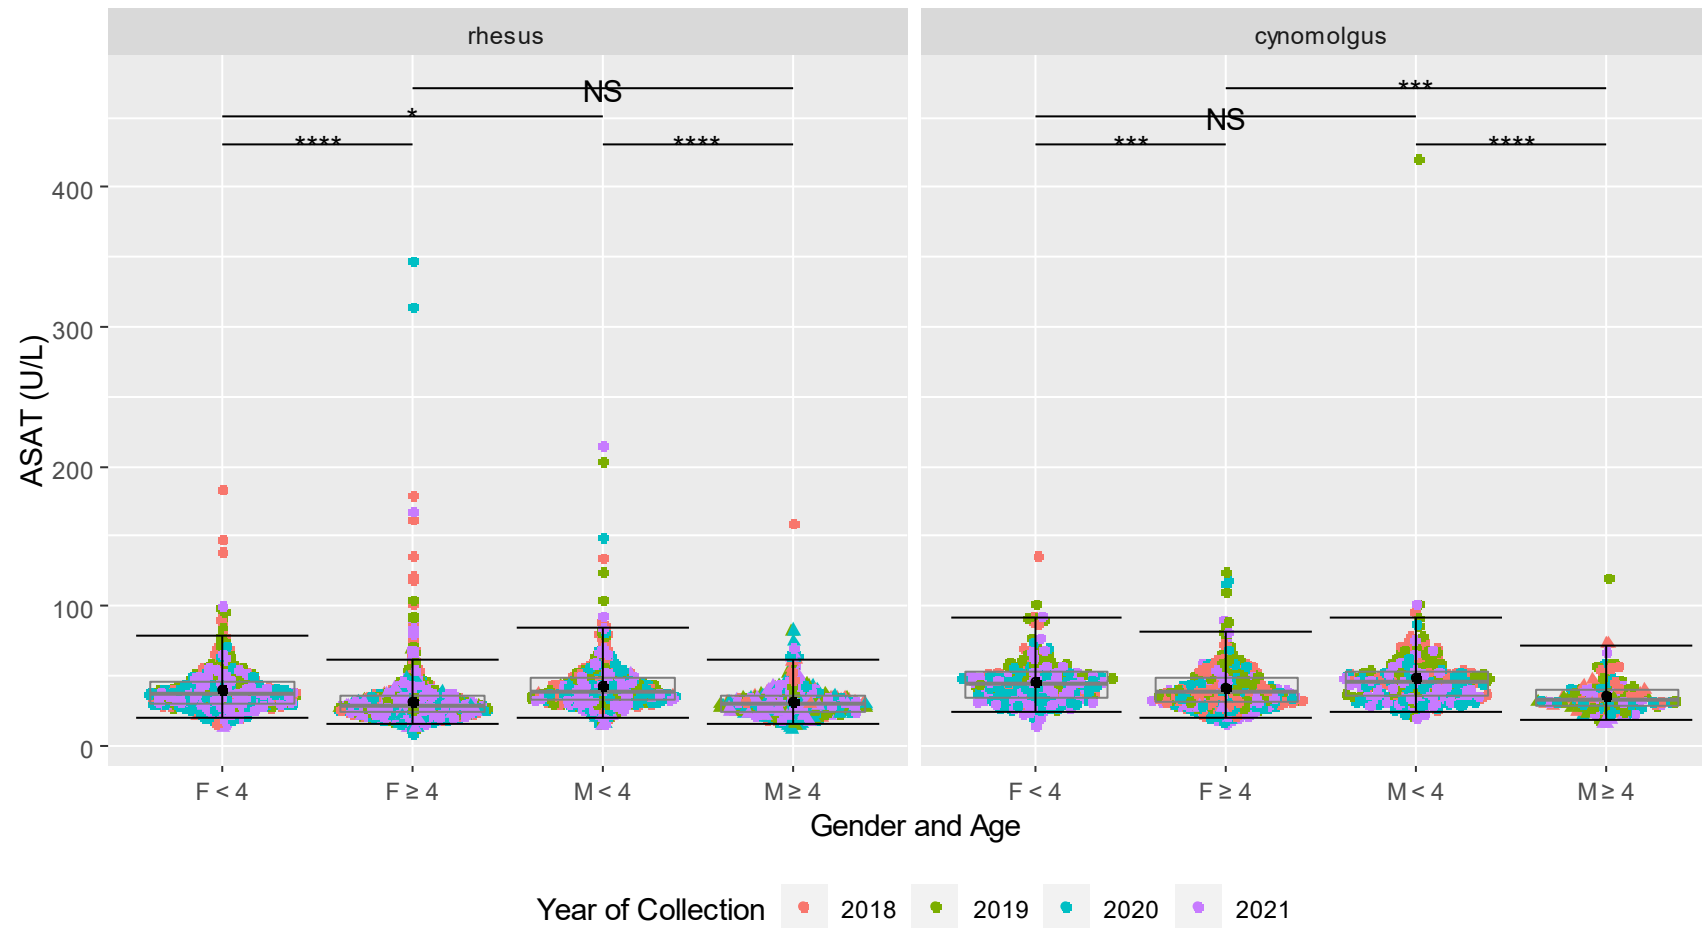 rhesus cynomolgus
NS ***
* NS
**** **** *** ****
400
300
200
100
0
ASAT (U/L)
F < 4 F ≥ 4 M < 4 M ≥ 4 F < 4 F ≥ 4 M < 4 M ≥ 4
Gender and Age
Year of Collection 2018 2019 2020 2021